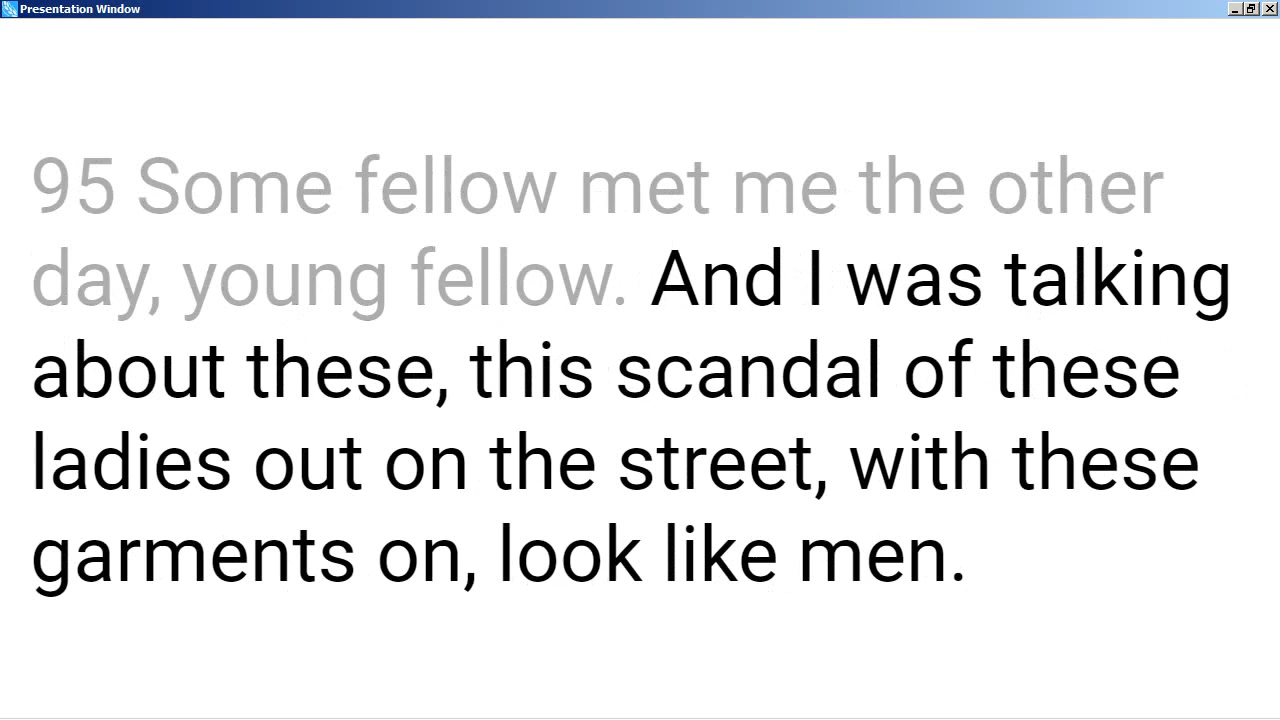 Presentation Window
95 Some fellow met me the other
day, young fellow. And I was talking
about these, this scandal of these
ladies out on the street, with these
garments on, look like men.